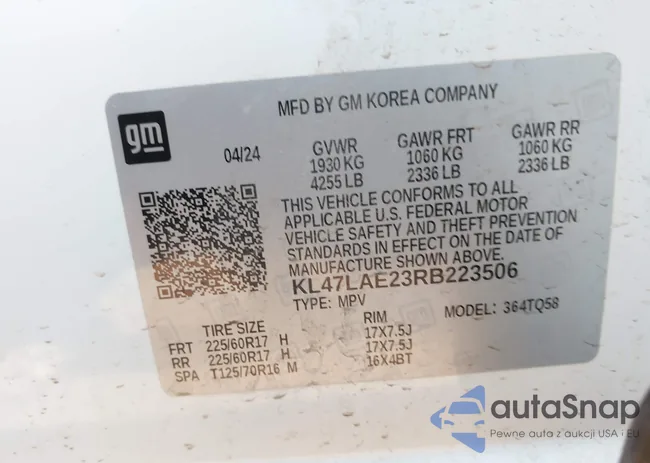 MFD BY GM KOREA COMPANY
gm
04/24
GVWR GAWR FRT GAWR RR
1930 KG 1060 KG 1060 KG
4255 LB 2336 LB 2336 LB
THIS VEHICLE CONFORMS TO ALL
APPLICABLE U.S. FEDERAL MOTOR
VEHICLE SAFETY AND THEFT PREVENTION
STANDARDS IN EFFECT ON THE DATE OF
MANUFACTURE SHOWN ABOVE.
KL47LAE23RB223506
TYPE: MPV MODEL: 364TQ58
TIRE SIZE RIM
FRT 225/60R17 H 17X7.5J
RR 225/60R17 H 17X7.5J
SPA T125/70R16 M 16X4BT
autaSnap
Pewne auta z aukcji USA · EU